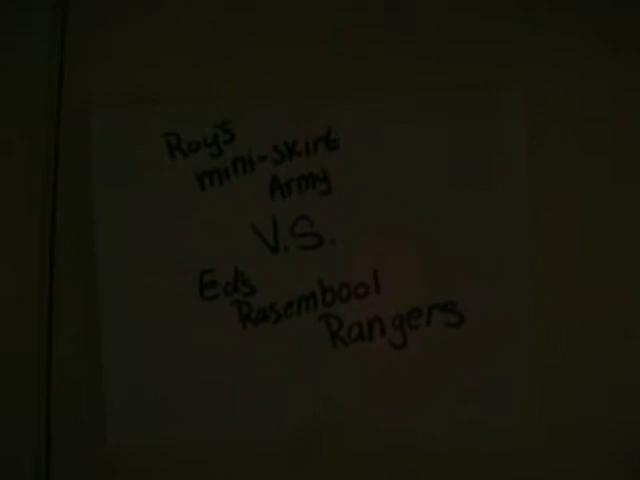 Roy's
mini-skirt
Army
V.S.
Ed's
Rasembool
Rangers